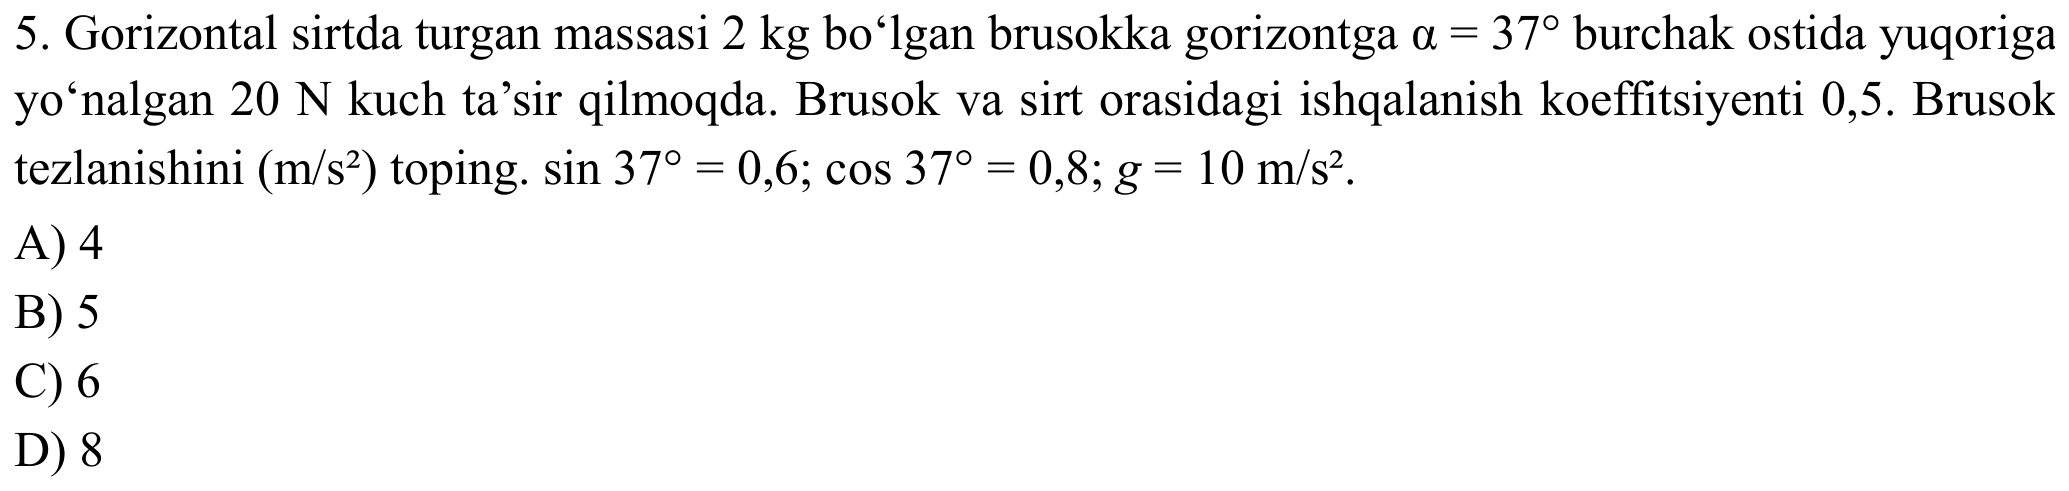 5. Gorizontal sirtda turgan massasi 2 kg bo‘lgan brusokka gorizontga α = 37° burchak ostida yuqoriga
yo‘nalgan 20 N kuch ta’sir qilmoqda. Brusok va sirt orasidagi ishqalanish koeffitsiyenti 0,5. Brusok
tezlanishini (m/s²) toping. sin 37° = 0,6; cos 37° = 0,8; g = 10 m/s².
A) 4
B) 5
C) 6
D) 8